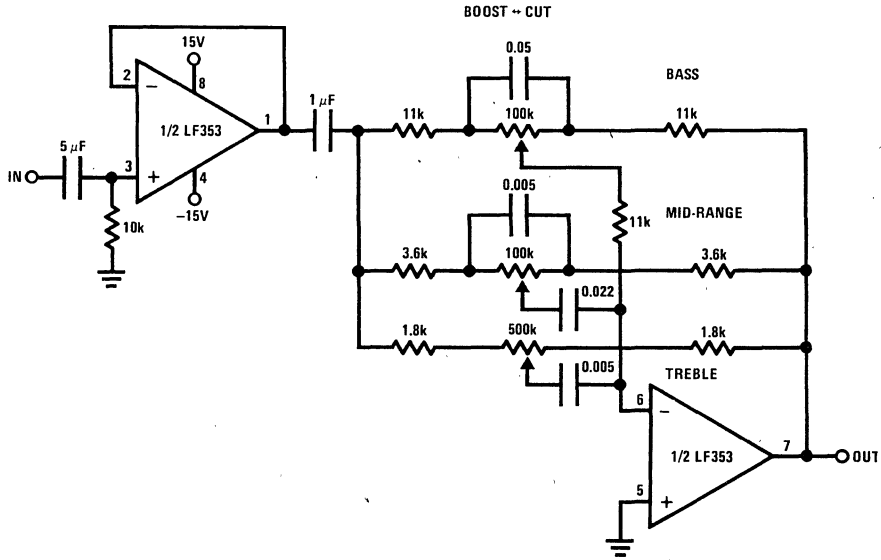 BOOST ↔ CUT
15V
0.05
BASS
2
8
1 μF
11k
100k
11k
1/2 LF353
1
5 μF
IN
3
4
-15V
10k
0.005
11k
MID-RANGE
3.6k
100k
3.6k
0.022
1.8k
500k
1.8k
0.005
TREBLE
6
1/2 LF353
7
OUT
5
−
+
−
+